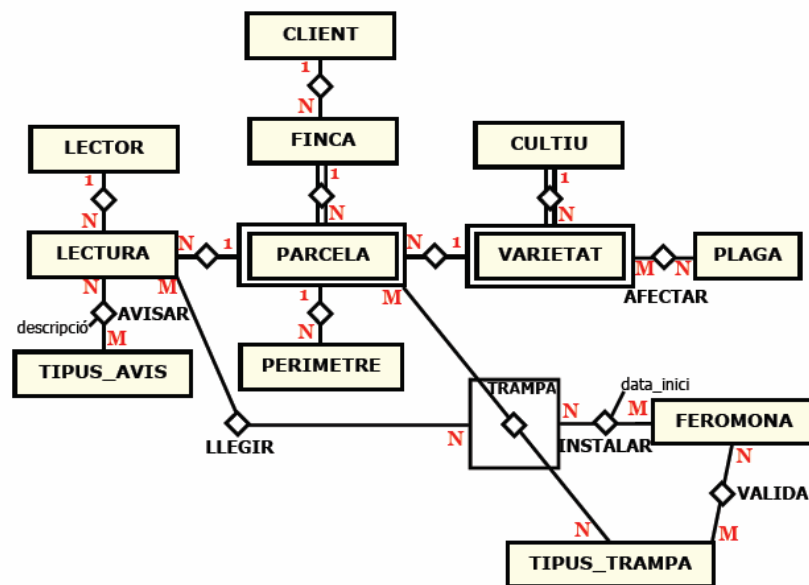 CLIENT
1
N
LECTOR
FINCA
CULTIU
1
N
1
N
1
N
LECTURA
N
1
PARCELA
N
1
VARIETAT
M
N
PLAGA
AFECTAR
N
M
1
M
descripció
AVISAR
M
N
TIPUS_AVIS
PERIMETRE
TRAMPA
data_inici
LLEGIR
N
N
M
INSTALAR
FEROMONA
N
VALIDA
N
M
TIPUS_TRAMPA